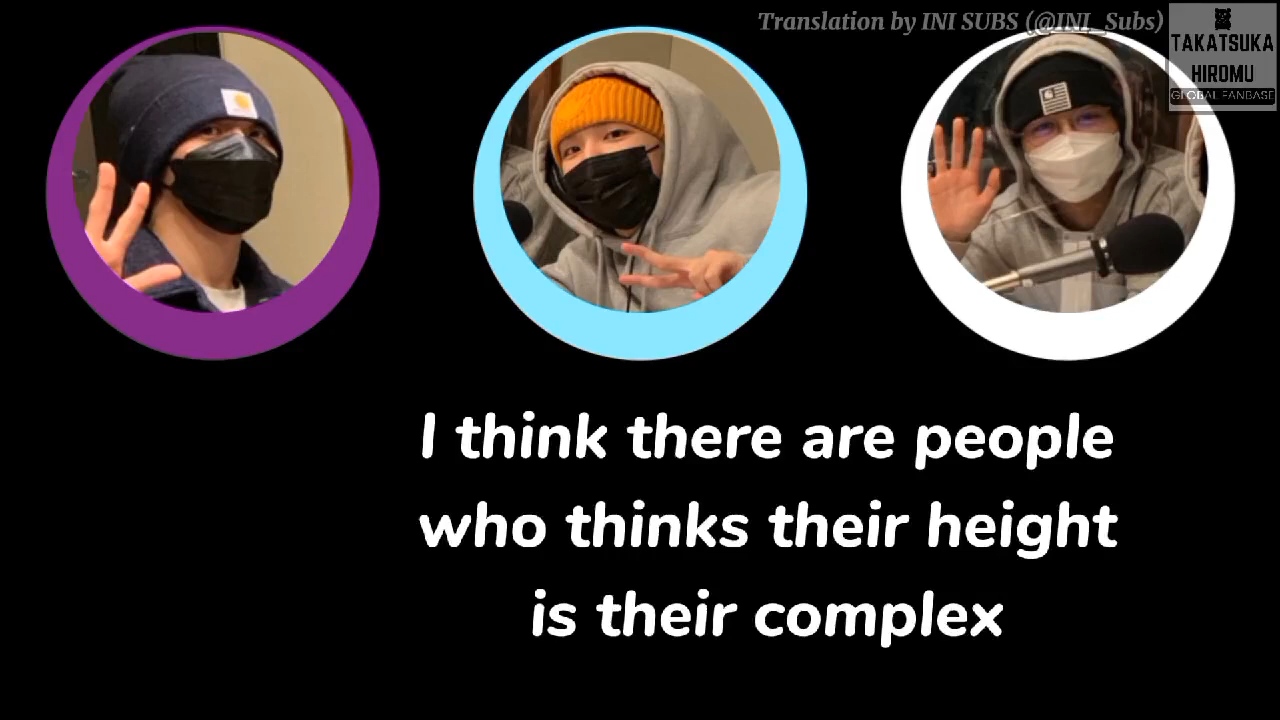 Translation by INI SUBS (@INI_Subs)
TAKATSUKA
HIROMU
GLOBAL FANBASE
I think there are people
who thinks their height
is their complex